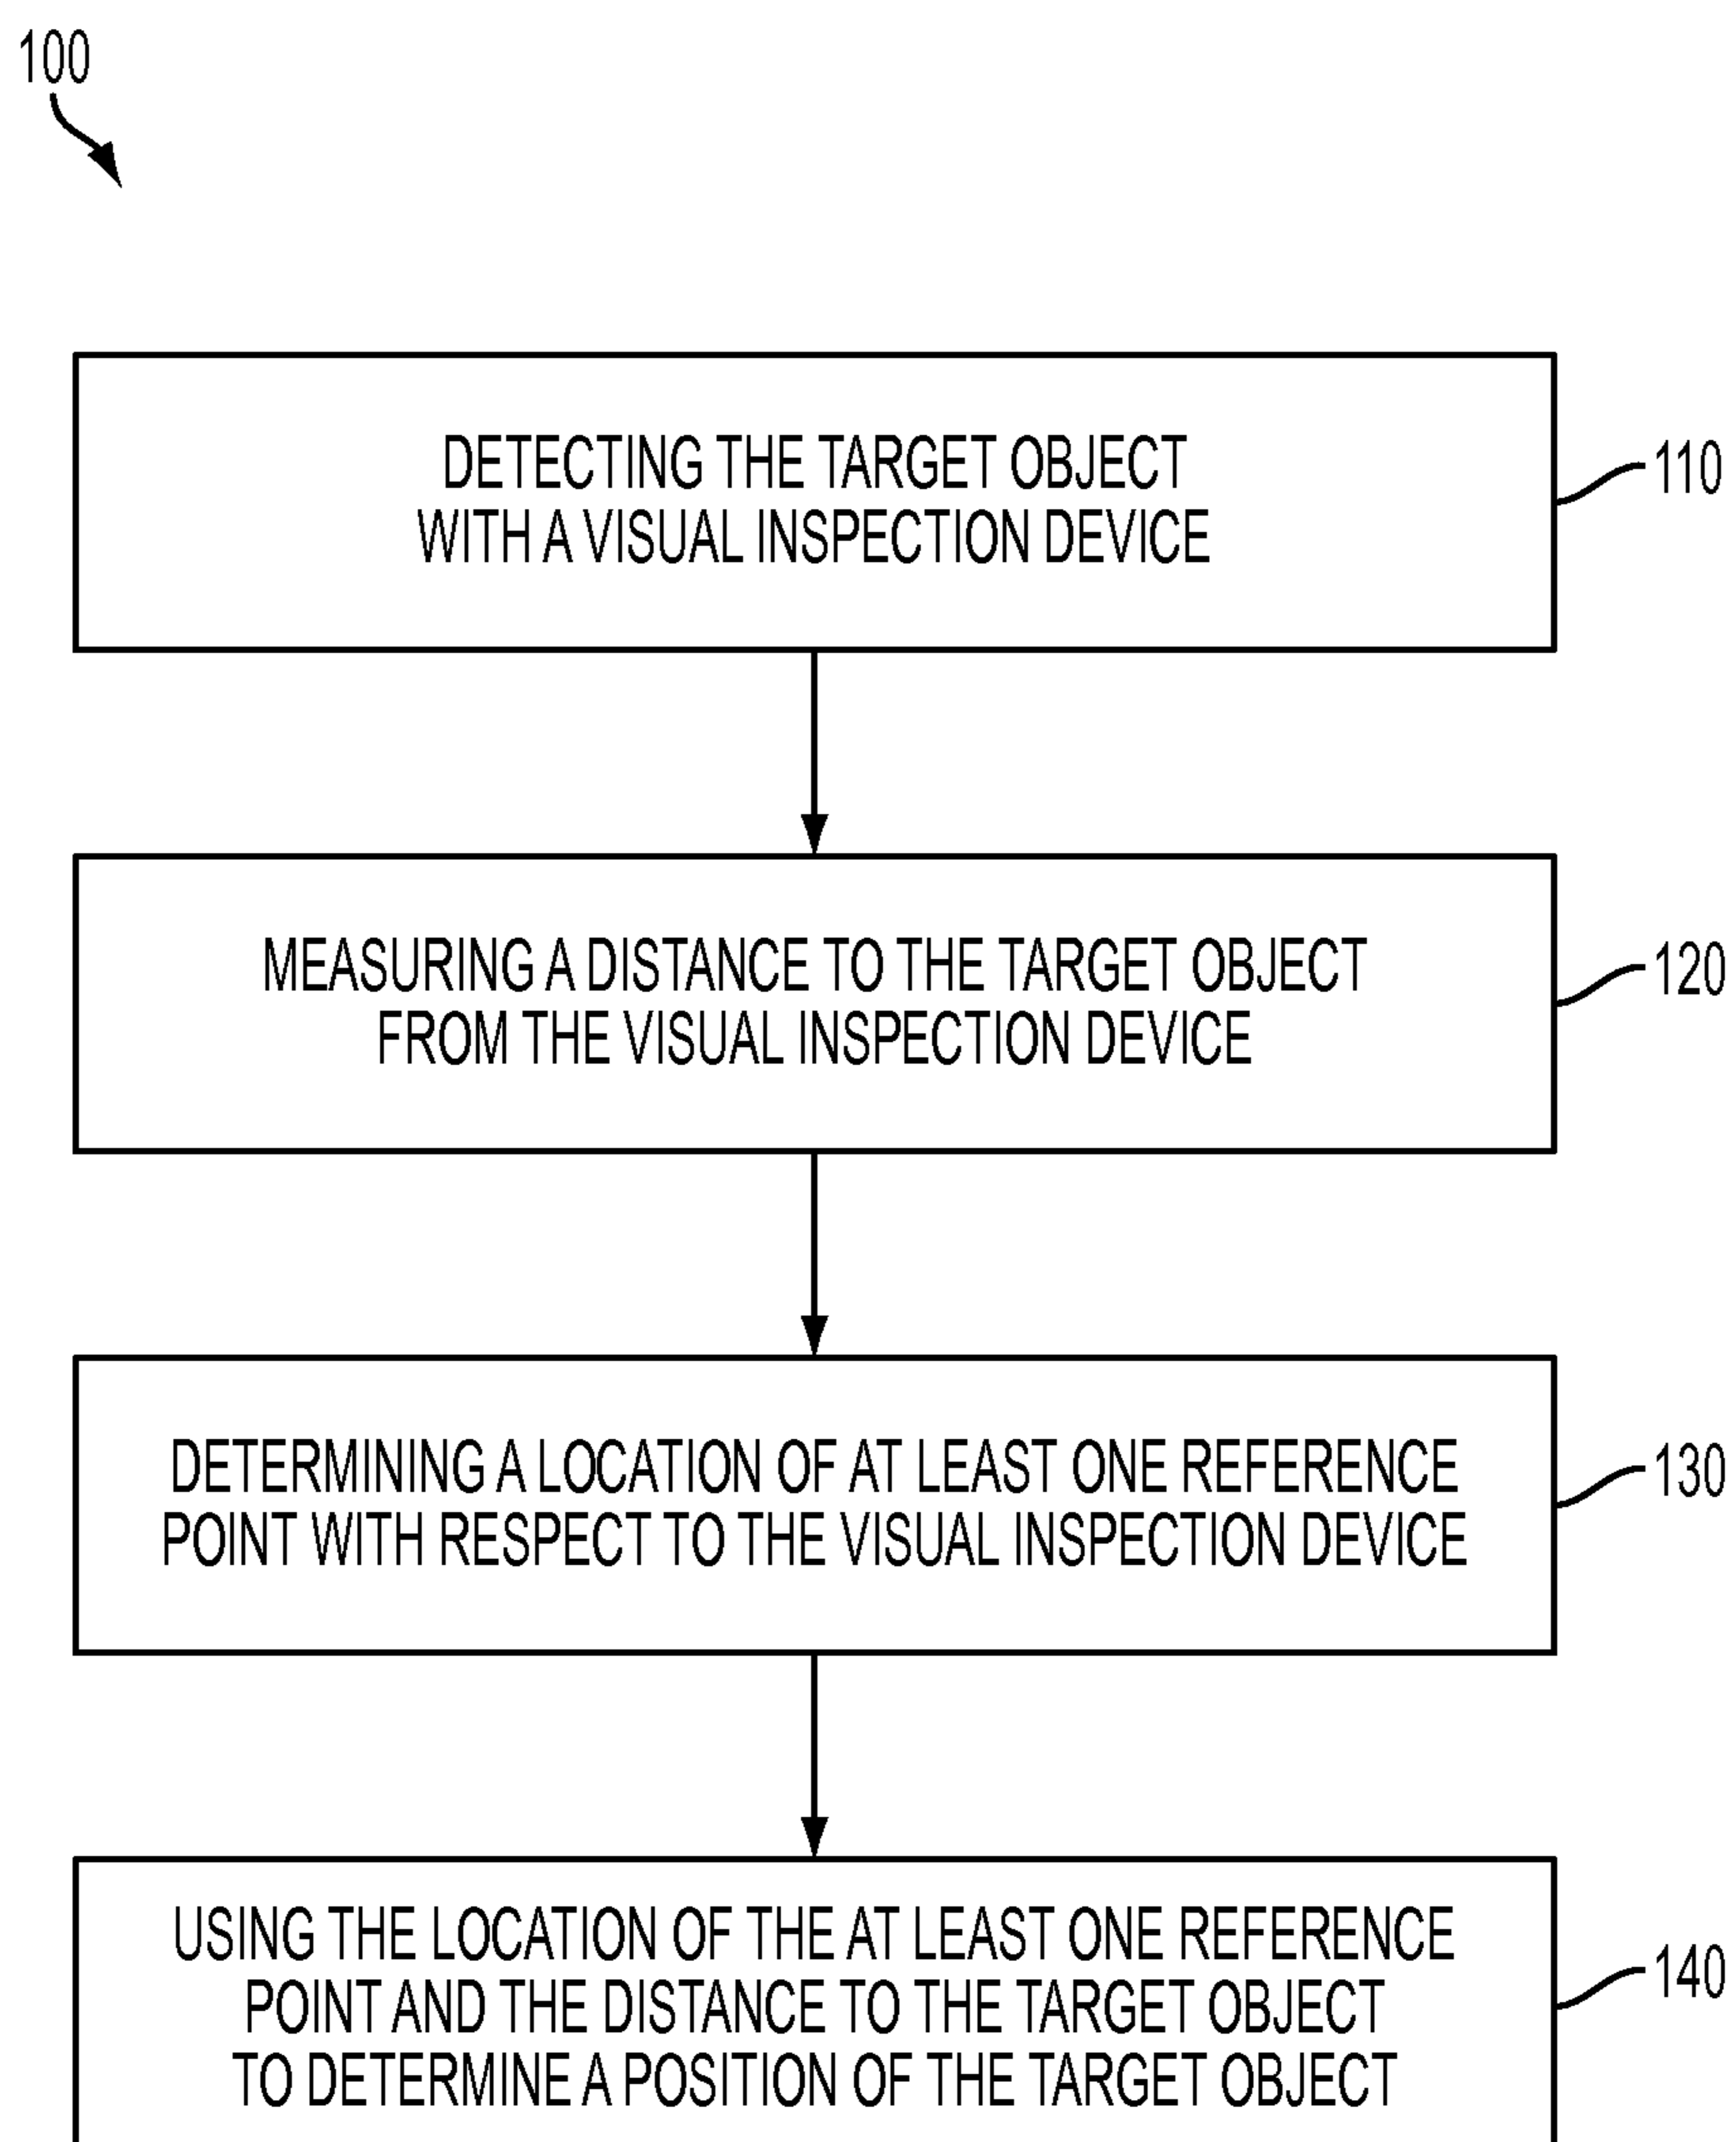 100
DETECTING THE TARGET OBJECT
WITH A VISUAL INSPECTION DEVICE
110
MEASURING A DISTANCE TO THE TARGET OBJECT
FROM THE VISUAL INSPECTION DEVICE
120
DETERMINING A LOCATION OF AT LEAST ONE REFERENCE
POINT WITH RESPECT TO THE VISUAL INSPECTION DEVICE
130
USING THE LOCATION OF THE AT LEAST ONE REFERENCE
POINT AND THE DISTANCE TO THE TARGET OBJECT
TO DETERMINE A POSITION OF THE TARGET OBJECT
140